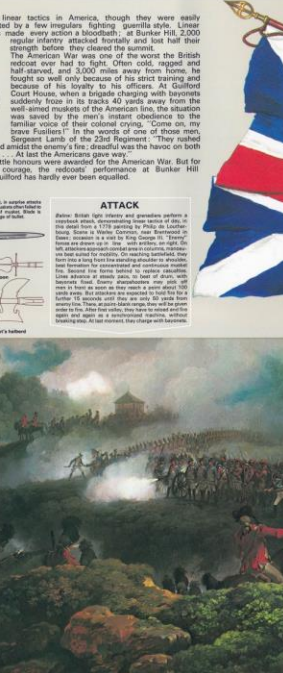 linear tactics in America, though they were easily
ted by a few irregulars fighting guerrilla style. Linear
made every action a bloodbath; at Bunker Hill, 2,000
regular infantry attacked frontally and lost half their
strength before they cleared the summit.
The American War was one of the worst the British
redcoat ever had to fight. Often cold, ragged and
half-starved, and 3,000 miles away from home, he
fought so well only because of his strict training and
because of his loyalty to his officers. At Guilford
Court House, when a brigade charging with bayonets
suddenly froze in its tracks 40 yards away from the
well-aimed muskets of the American line, the situation
was saved by the men's instant obedience to the
familiar voice of their colonel crying, "Come on, my
brave Fusiliers!" In the words of one of those men,
Sergeant Lamb of the 23rd Regiment: "They rushed
d amidst the enemy's fire; dreadful was the havoc on both
. . . At last the Americans gave way."
ttle honours were awarded for the American War. But for
courage, the redcoats' performance at Bunker Hill
uilford has hardly ever been equalled.
ATTACK
Below: British light infantry and grenadiers perform a
copybook attack, demonstrating linear tactics of day, in
this detail from a 1778 painting by Philip de Louther-
bourg. Scene is Warley Common, near Brentwood in
Essex; occasion is a visit by King George III. "Enemy"
forces are drawn up in line with artillery, on right. On
left, attackers approach combat area in columns, manoeu-
vre best suited for mobility. On reaching battlefield, they
form into a long from line standing shoulder to shoulder,
best formation for concentrated and continuous musket
fire. Second line forms behind to replace casualties.
Lines advance at steady pace, to beat of drum, with
bayonets fixed. Enemy sharpshooters may pick off
men in front as soon as they reach a point about 100
yards away. But attackers are expected to hold fire for a
further 15 seconds until they are only 50 yards from
enemy line. There, at point-blank range, they will be given
order to fire. After first volley, they have to reload and fire
again and again as a synchronized machine, without
breaking step. At last moment, they charge with bayonets.
in surprise attacks
of musket. Blade is
ge of bullet.
t's halberd